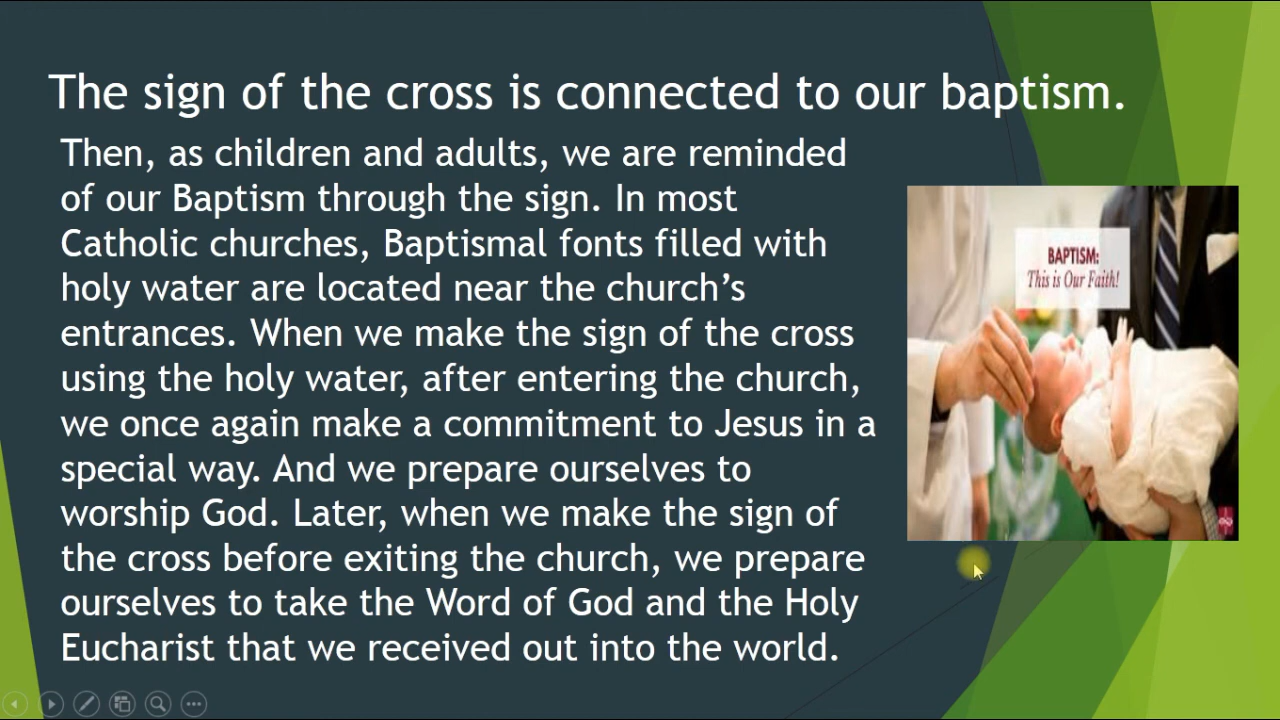 The sign of the cross is connected to our baptism.
Then, as children and adults, we are reminded
of our Baptism through the sign. In most
Catholic churches, Baptismal fonts filled with
holy water are located near the church’s
entrances. When we make the sign of the cross
using the holy water, after entering the church,
we once again make a commitment to Jesus in a
special way. And we prepare ourselves to
worship God. Later, when we make the sign of
the cross before exiting the church, we prepare
ourselves to take the Word of God and the Holy
Eucharist that we received out into the world.
BAPTISM:
This is Our Faith!